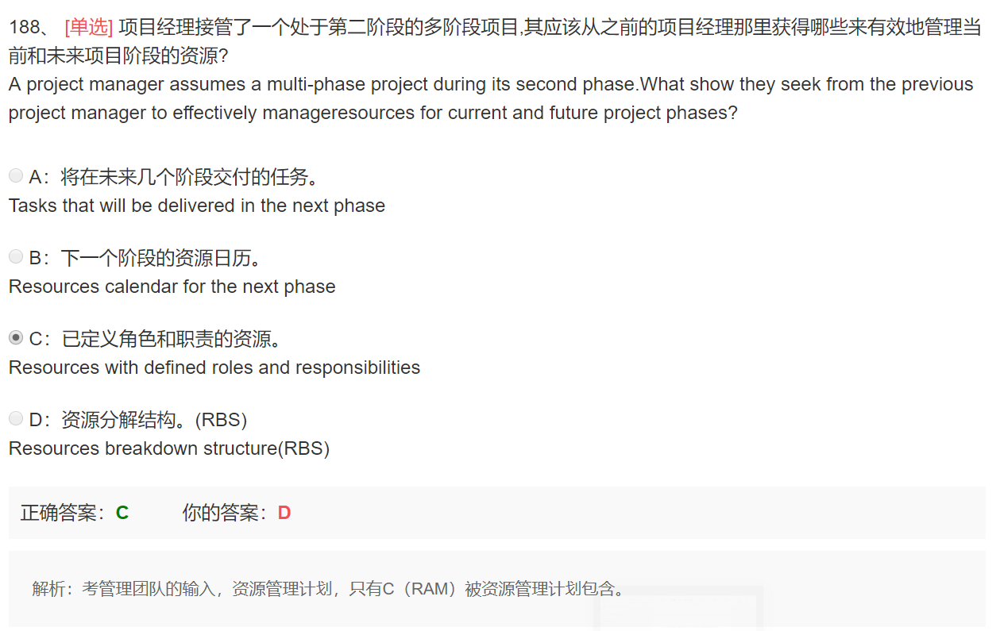 188、 [单选] 项目经理接管了一个处于第二阶段的多阶段项目,其应该从之前的项目经理那里获得哪些来有效地管理当
前和未来项目阶段的资源?
A project manager assumes a multi-phase project during its second phase.What show they seek from the previous
project manager to effectively manageresources for current and future project phases?
A：将在未来几个阶段交付的任务。
Tasks that will be delivered in the next phase
B：下一个阶段的资源日历。
Resources calendar for the next phase
C：已定义角色和职责的资源。
Resources with defined roles and responsibilities
D：资源分解结构。(RBS)
Resources breakdown structure(RBS)
正确答案：C 你的答案：D
解析：考管理团队的输入，资源管理计划，只有C（RAM）被资源管理计划包含。